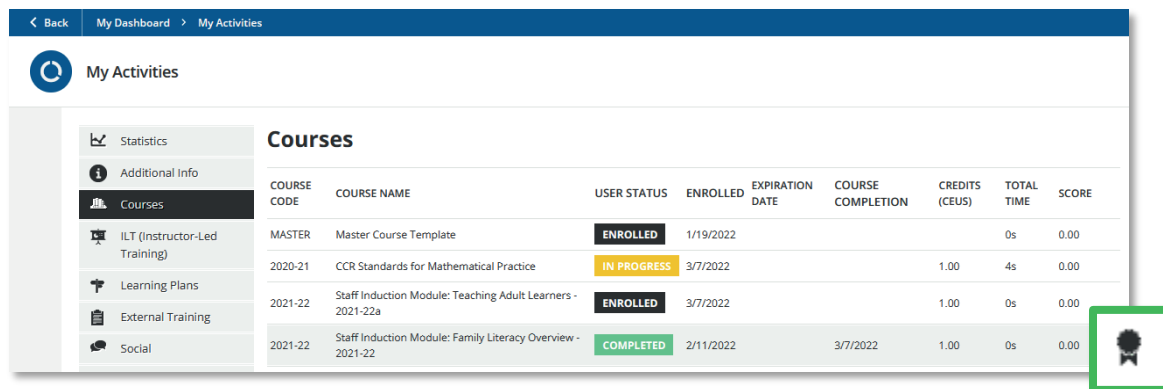 Back My Dashboard > My Activities
My Activities
Statistics
Additional Info
Courses
ILT (Instructor-Led
Training)
Learning Plans
External Training
Social
Courses
COURSE CODE COURSE NAME USER STATUS ENROLLED EXPIRATION DATE COURSE COMPLETION CREDITS (CEUS) TOTAL TIME SCORE
MASTER Master Course Template ENROLLED 1/19/2022 0s 0.00
2020-21 CCR Standards for Mathematical Practice IN PROGRESS 3/7/2022 1.00 4s 0.00
2021-22 Staff Induction Module: Teaching Adult Learners - 2021-22a ENROLLED 3/7/2022 1.00 0s 0.00
2021-22 Staff Induction Module: Family Literacy Overview - 2021-22 COMPLETED 2/11/2022 3/7/2022 1.00 0s 0.00